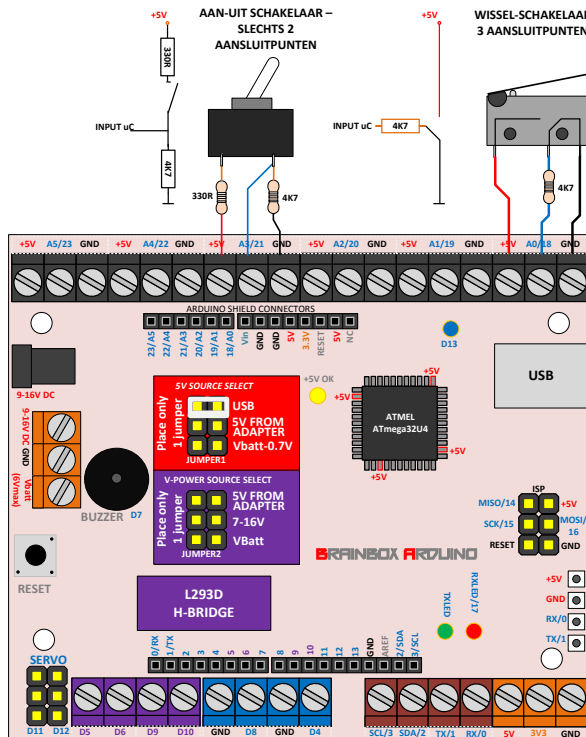 AAN-UIT SCHAKELAAR –
SLECHTS 2
AANSLUITPUNTEN
WISSEL-SCHAKELAAR
3 AANSLUITPUNTEN
+5V
330R
INPUT uC
4K7
330R
4K7
+5V
INPUT uC
4K7
4K7
+5V A5/23 GND +5V A4/22 GND +5V A3/21 GND +5V A2/20 GND +5V A1/19 GND +5V A0/18 GND
ARDUINO SHIELD CONNECTORS
23/A5
22/A4
21/A3
20/A2
19/A1
18/A0
Vin
GND
GND
5V
3.3V
RESET
5V
NC
D13
USB
9-16V DC
9-16V DC
GND
Vbatt
(6Vmax)
5V SOURCE SELECT
Place only
1 jumper
USB
5V FROM
ADAPTER
Vbatt-0.7V
JUMPER1
V-POWER SOURCE SELECT
Place only
1 jumper
5V FROM
ADAPTER
7-16V
VBatt
JUMPER2
+5V OK
+5V
+5V
+5V
+5V
ATMEL
ATmega32U4
BUZZER D7
RESET
BRAINBOX ARDUINO
ISP
MISO/14 +5V
SCK/15 MOSI/
16
RESET GND
L293D
H-BRIDGE
TXLED
RXLED/17
+5V
GND
RX/0
TX/1
0/RX
1/TX
2
3
4
5
6
7
8
9
10
11
12
13
GND
AREF
2/SDA
3/SCL
SERVO
D11 D12
D5 D6 D9 D10 GND D8 GND D4 SCL/3 SDA/2 TX/1 RX/0 5V 3V3 GND